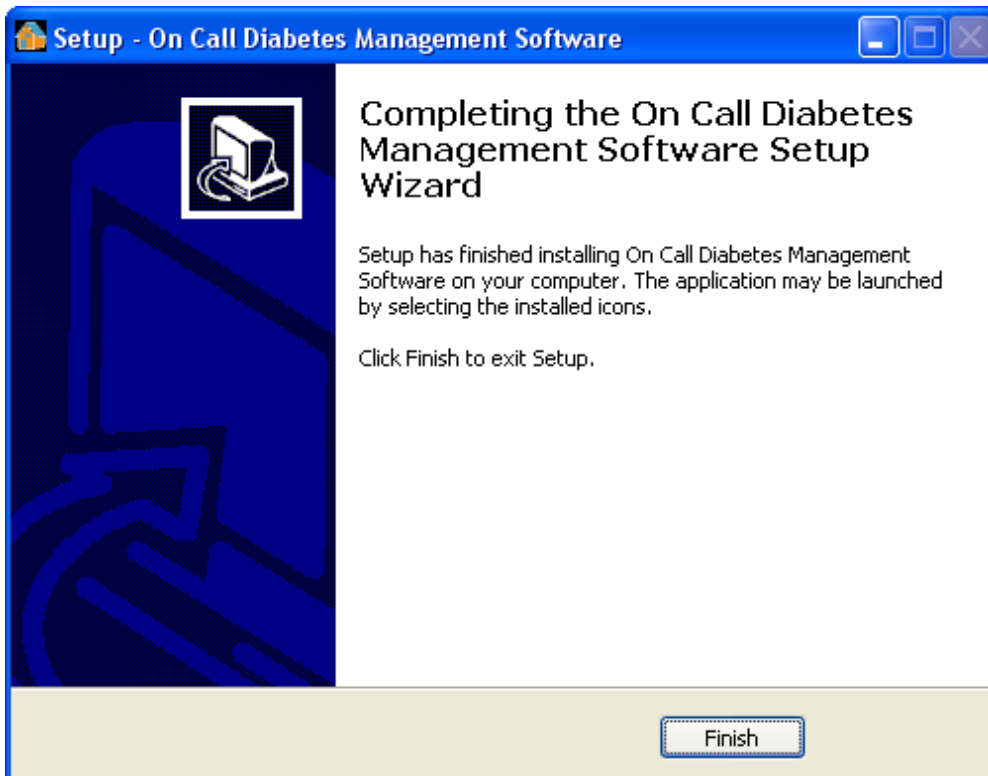 Setup - On Call Diabetes Management Software
Completing the On Call Diabetes
Management Software Setup
Wizard
Setup has finished installing On Call Diabetes Management
Software on your computer. The application may be launched
by selecting the installed icons.
Click Finish to exit Setup.
Finish